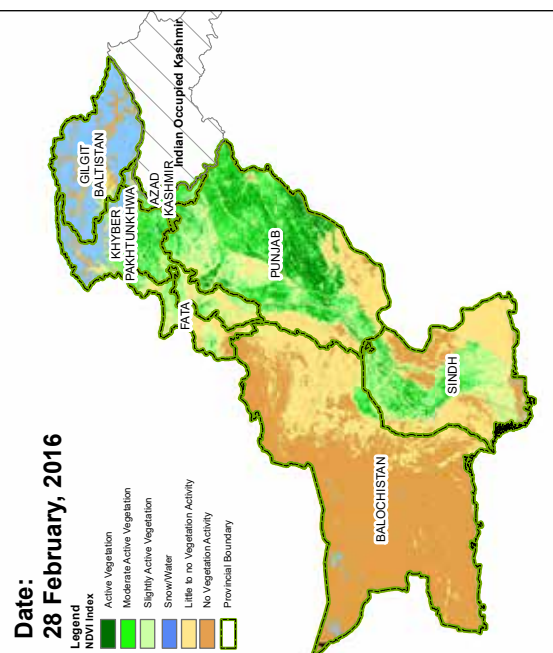 Date:
28 February, 2016
Legend
NDVI Index
Active Vegetation
Moderate Active Vegetation
Slightly Active Vegetation
Snow/Water
Little to no Vegetation Activity
No Vegetation Activity
Provincial Boundary
GILGIT
BALTISTAN
KHYBER
PAKHTUNKHWA
AZAD
KASHMIR
Indian Occupied Kashmir
FATA
PUNJAB
BALOCHISTAN
SINDH